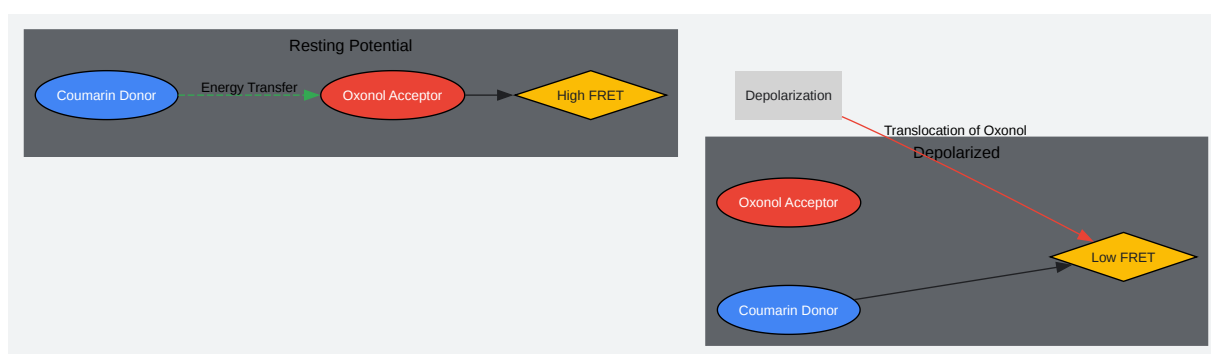 Resting Potential
Coumarin Donor
Energy Transfer
Oxonol Acceptor
High FRET
Depolarization
Translocation of Oxonol
Depolarized
Oxonol Acceptor
Low FRET
Coumarin Donor